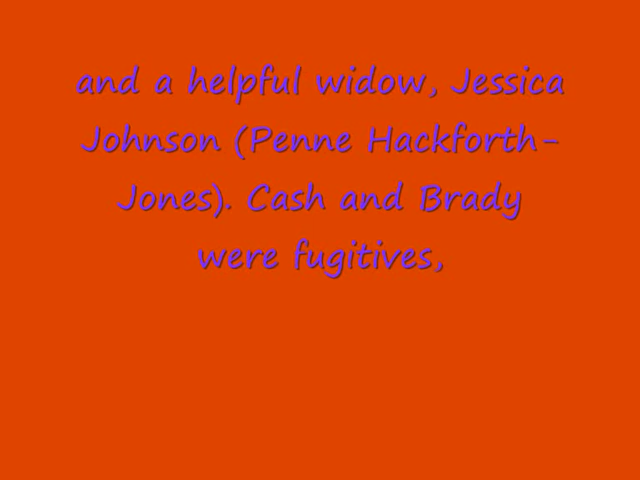 and a helpful widow, Jessica
Johnson (Penne Hackforth-
Jones). Cash and Brady
were fugitives,